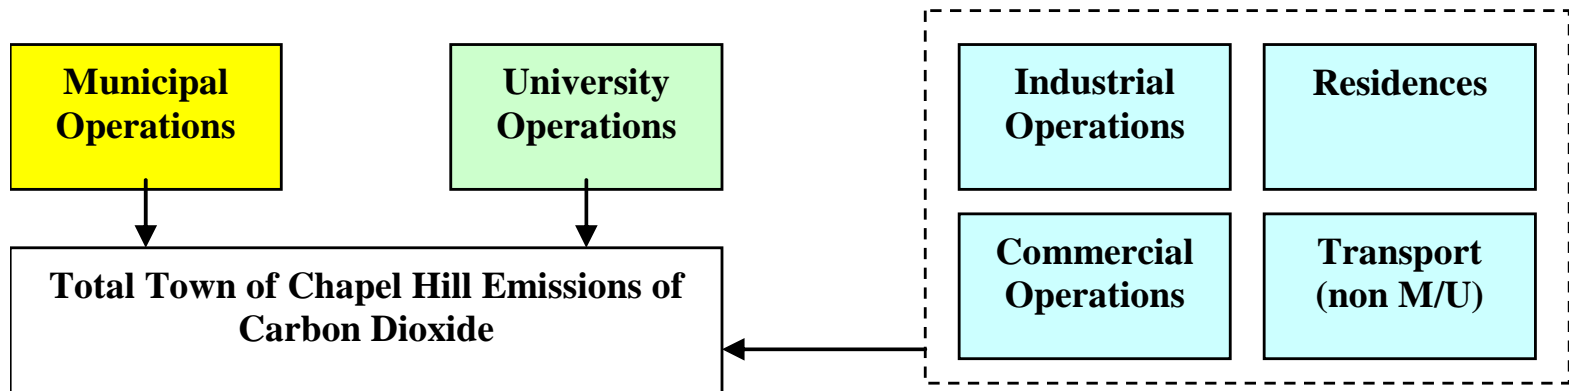 Municipal
Operations
University
Operations
Industrial
Operations
Residences
Commercial
Operations
Transport
(non M/U)
Total Town of Chapel Hill Emissions of
Carbon Dioxide